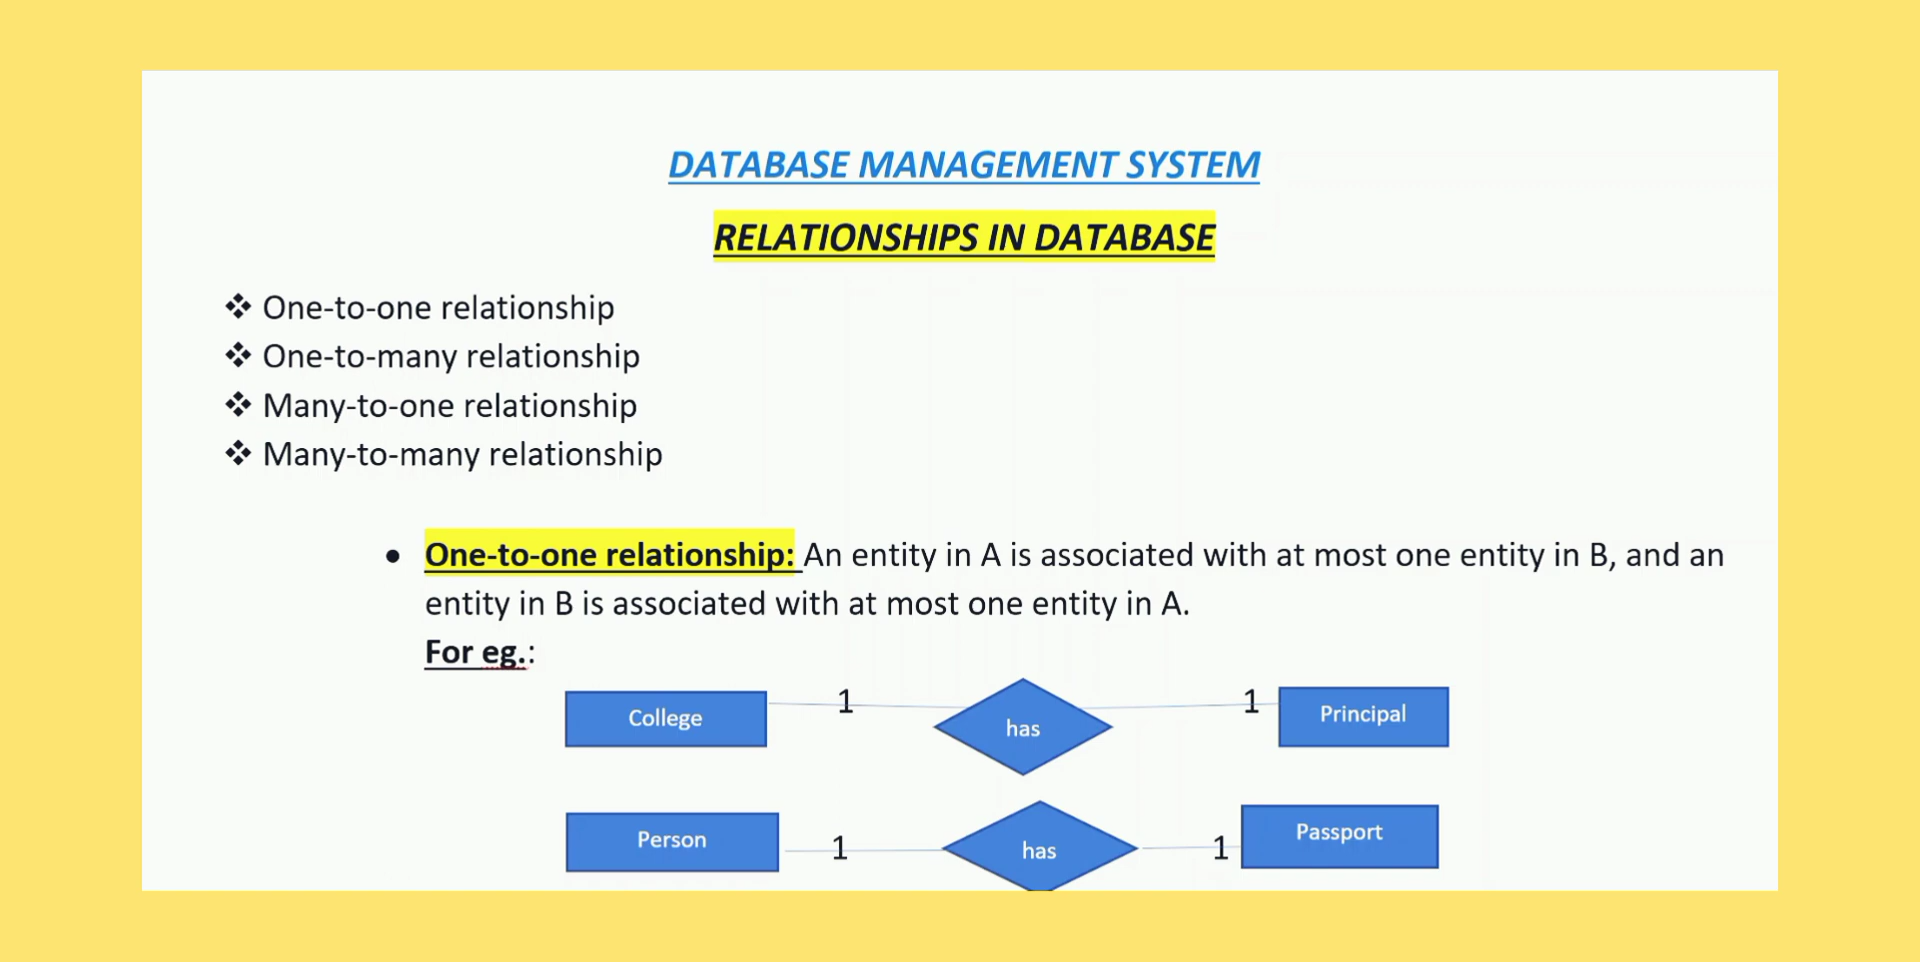 DATABASE MANAGEMENT SYSTEM
RELATIONSHIPS IN DATABASE
❖ One-to-one relationship
❖ One-to-many relationship
❖ Many-to-one relationship
❖ Many-to-many relationship
● One-to-one relationship: An entity in A is associated with at most one entity in B, and an
entity in B is associated with at most one entity in A.
For eg.:
College 1 has 1 Principal
Person 1 has 1 Passport